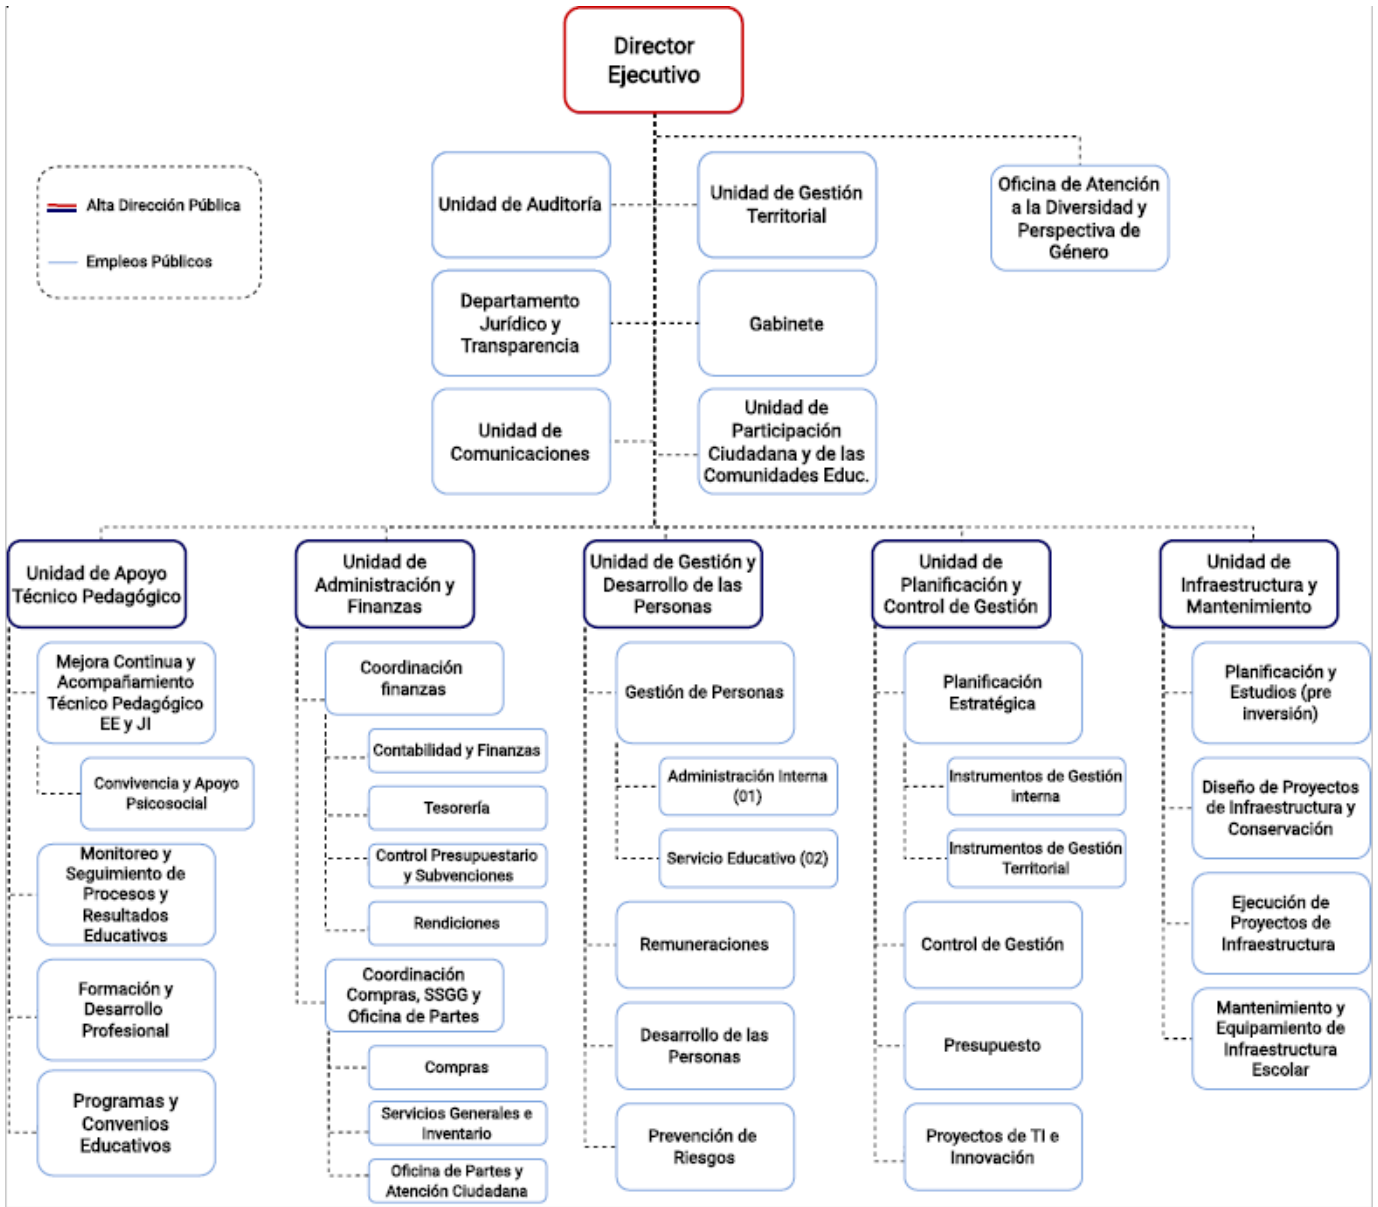 Director
Ejecutivo
Alta Dirección Pública
Empleos Públicos
Unidad de Auditoría
Unidad de Gestión
Territorial
Oficina de Atención
a la Diversidad y
Perspectiva de
Género
Departamento
Jurídico y
Transparencia
Gabinete
Unidad de
Comunicaciones
Unidad de
Participación
Ciudadana y de las
Comunidades Educ.
Unidad de Apoyo
Técnico Pedagógico
Mejora Continua y
Acompañamiento
Técnico Pedagógico
EE y JI
Convivencia y Apoyo
Psicosocial
Monitoreo y
Seguimiento de
Procesos y
Resultados
Educativos
Formación y
Desarrollo
Profesional
Programas y
Convenios
Educativos
Unidad de
Administración y
Finanzas
Coordinación
finanzas
Contabilidad y Finanzas
Tesorería
Control Presupuestario
y Subvenciones
Rendiciones
Coordinación
Compras, SSGG y
Oficina de Partes
Compras
Servicios Generales e
Inventario
Oficina de Partes y
Atención Ciudadana
Unidad de Gestión y
Desarrollo de las
Personas
Gestión de Personas
Administración Interna
(01)
Servicio Educativo (02)
Remuneraciones
Desarrollo de las
Personas
Prevención de
Riesgos
Unidad de
Planificación y
Control de Gestión
Planificación
Estratégica
Instrumentos de Gestión
interna
Instrumentos de Gestión
Territorial
Control de Gestión
Presupuesto
Proyectos de TI e
Innovación
Unidad de
Infraestructura y
Mantenimiento
Planificación y
Estudios (pre
inversión)
Diseño de Proyectos
de Infraestructura y
Conservación
Ejecución de
Proyectos de
Infraestructura
Mantenimiento y
Equipamiento de
Infraestructura
Escolar